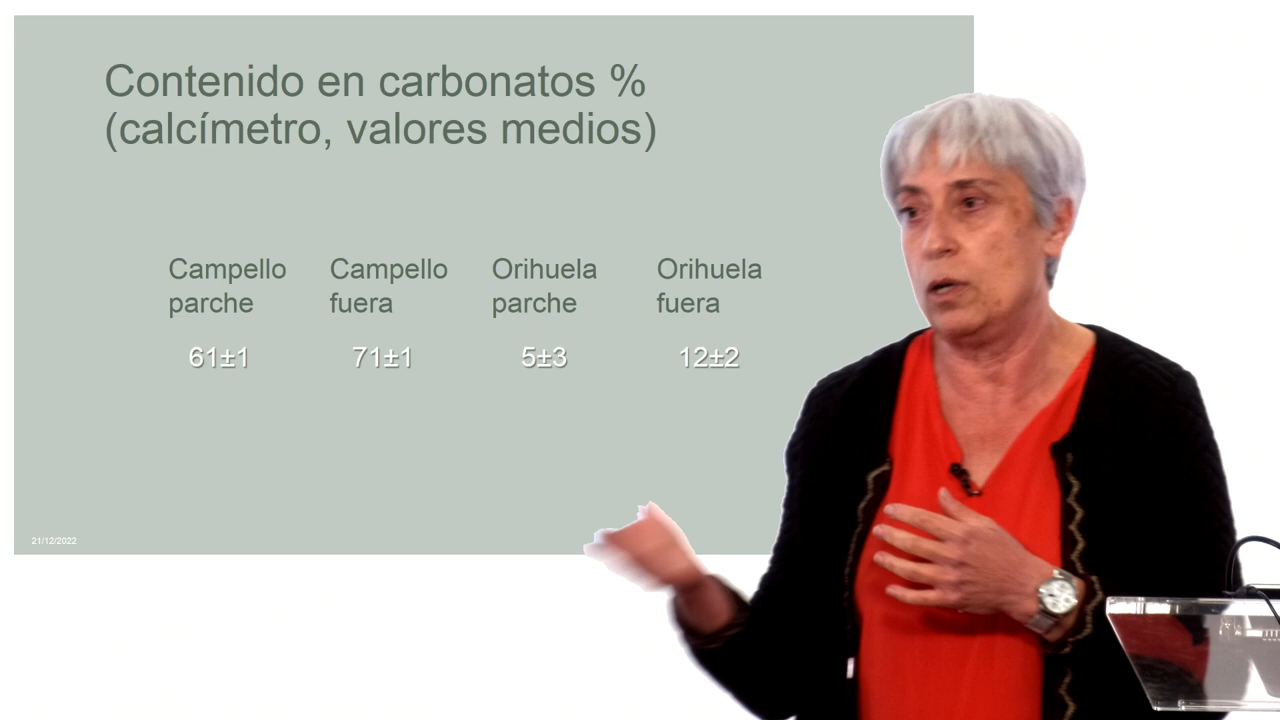 Contenido en carbonatos %
(calcímetro, valores medios)
Campello parche
Campello fuera
Orihuela parche
Orihuela fuera
61±1
71±1
5±3
12±2
21/12/2022